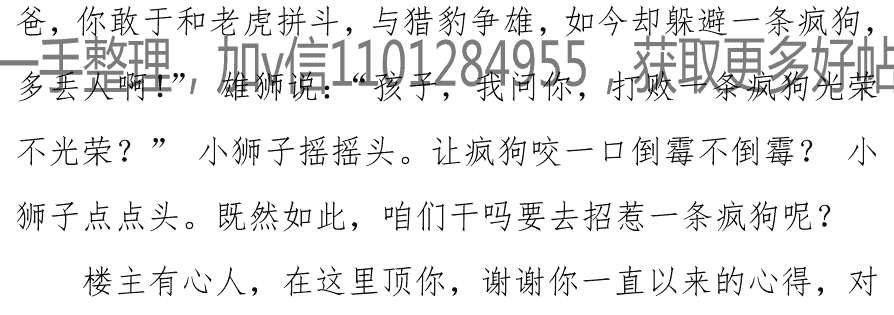 爸，你敢于和老虎拼斗，与猎豹争雄，如今却躲避一条疯狗，
一手整理，加v信1101284955，获取更多好帖
多丢人啊！” 雄狮说：“孩子，我问你，打败一条疯狗光荣
不光荣？” 小狮子摇摇头。让疯狗咬一口倒霉不倒霉？ 小
狮子点点头。既然如此，咱们干吗要去招惹一条疯狗呢？
楼主有心人，在这里顶你，谢谢你一直以来的心得，对